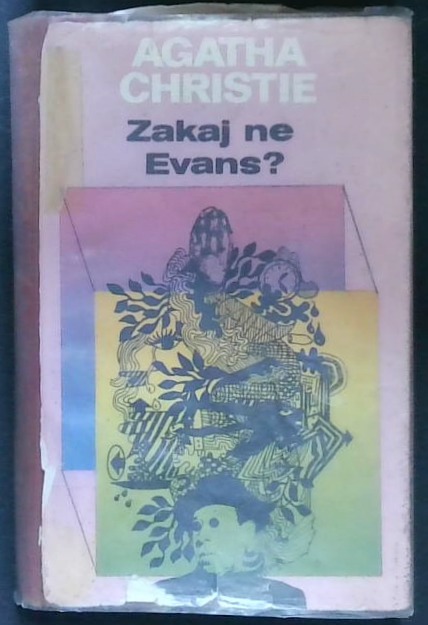 AGATHA
CHRISTIE
Zakaj ne
Evans?